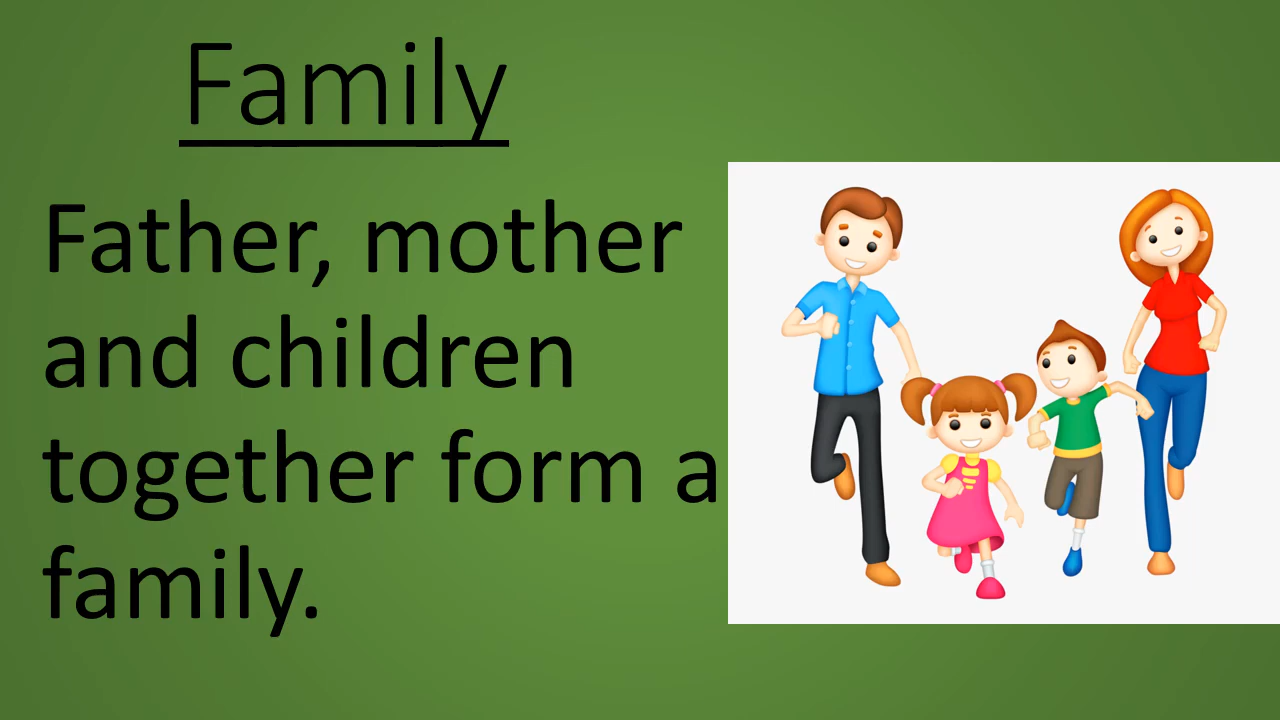 Family
Father, mother
and children
together form a
family.